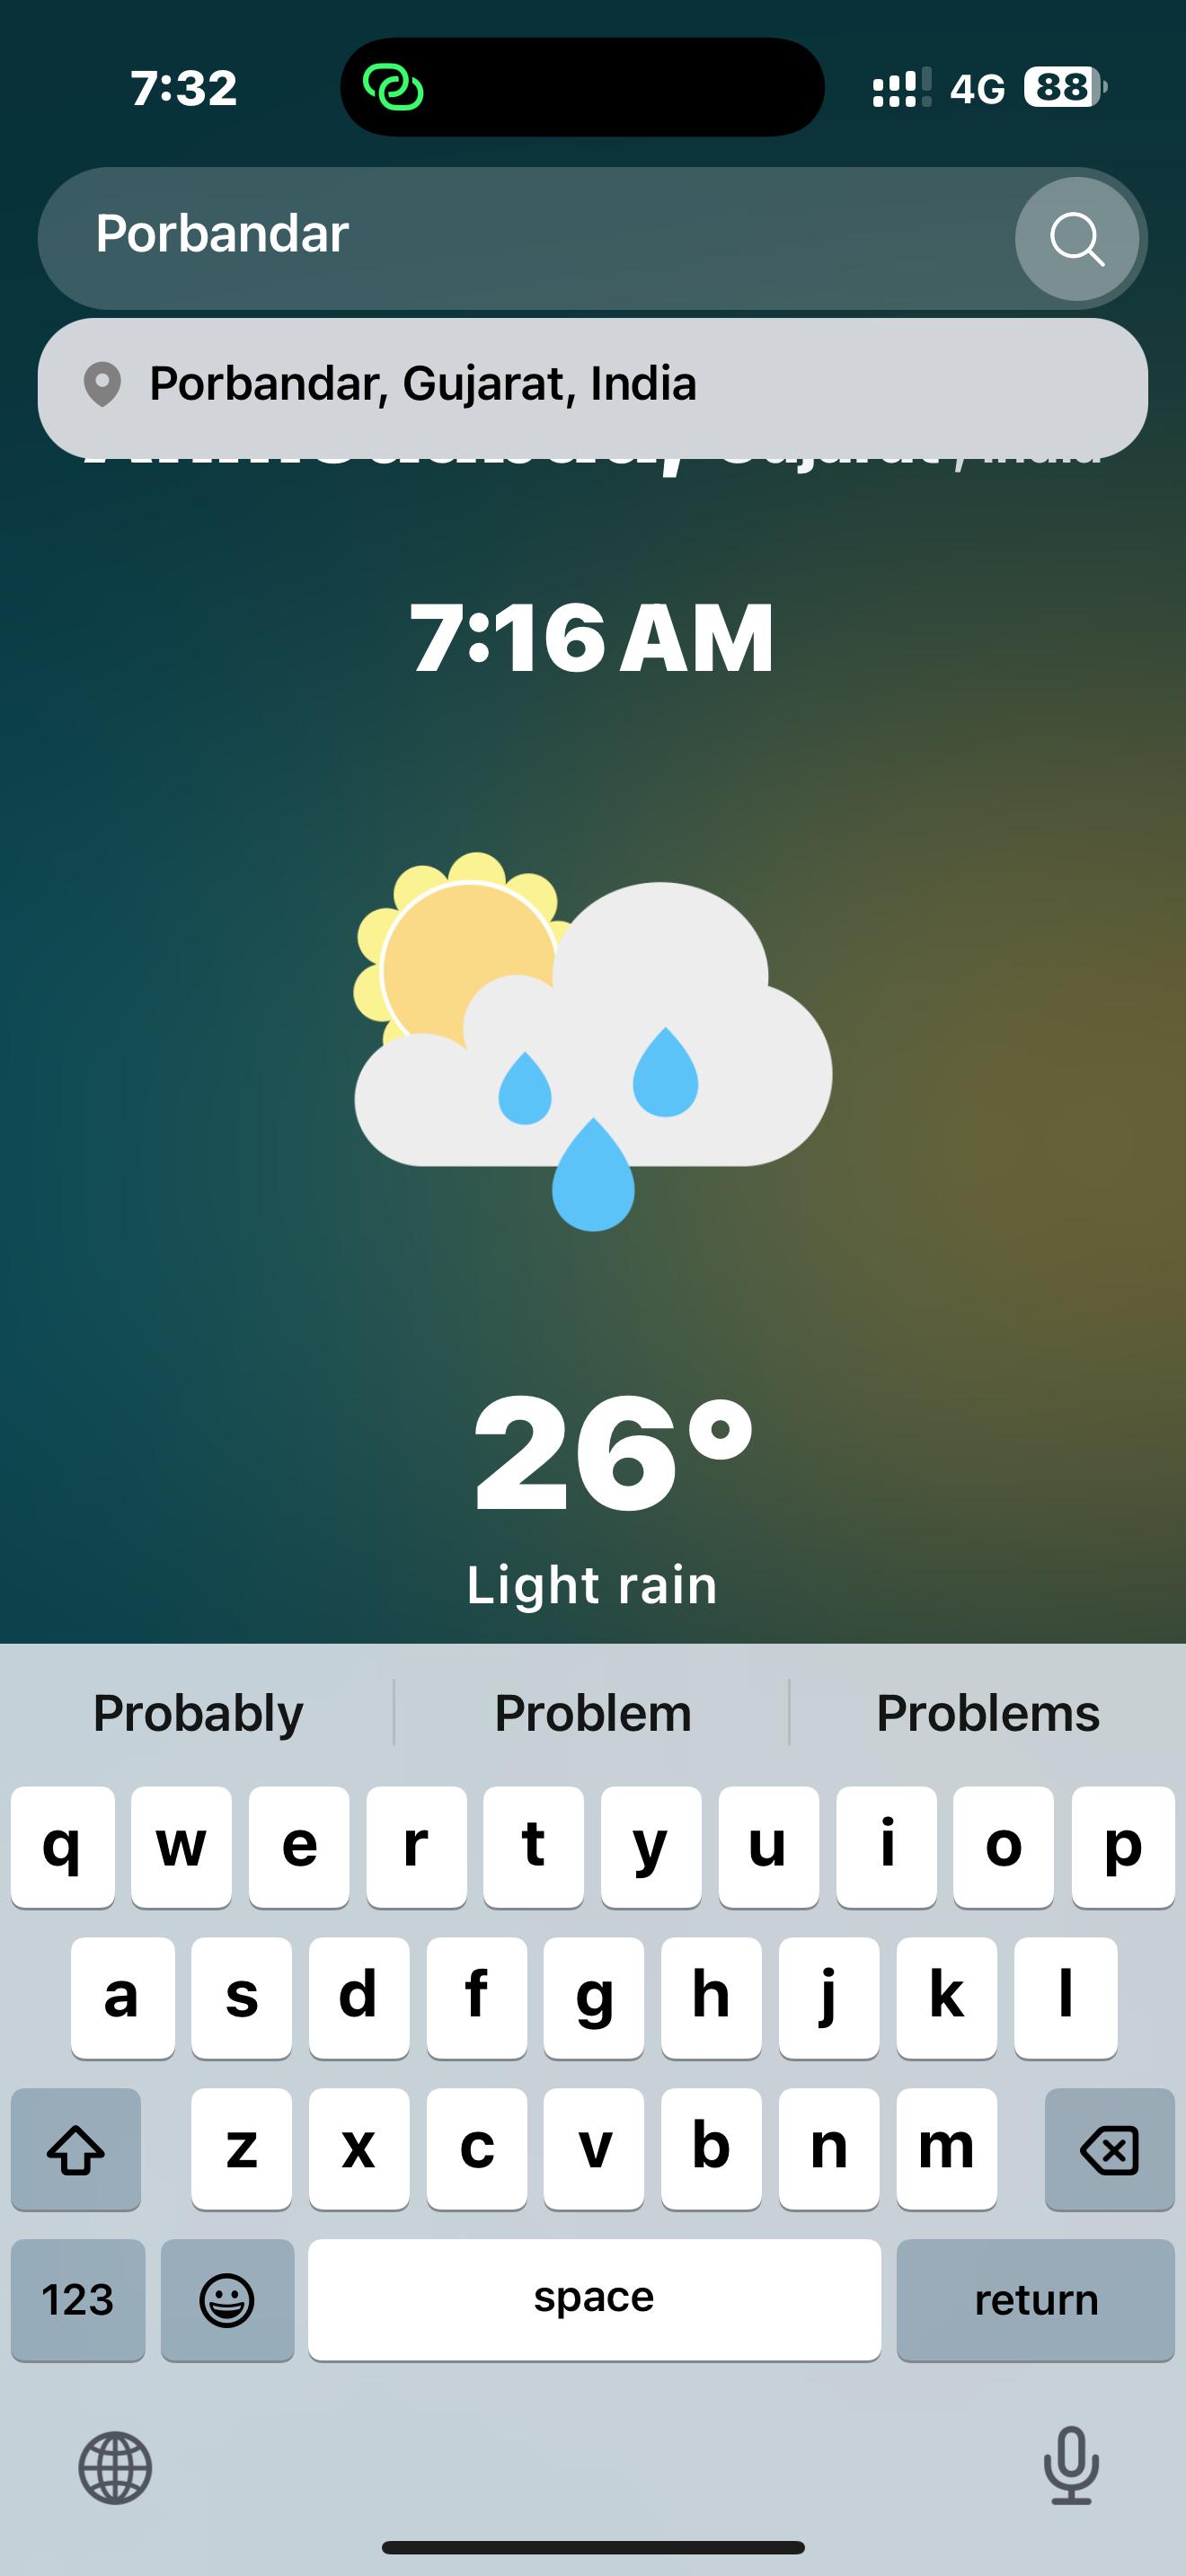 7:32
4G 88
Porbandar
Porbandar, Gujarat, India
7:16 AM
26°
Light rain
Probably Problem Problems
q w e r t y u i o p
a s d f g h j k l
z x c v b n m
123 space return